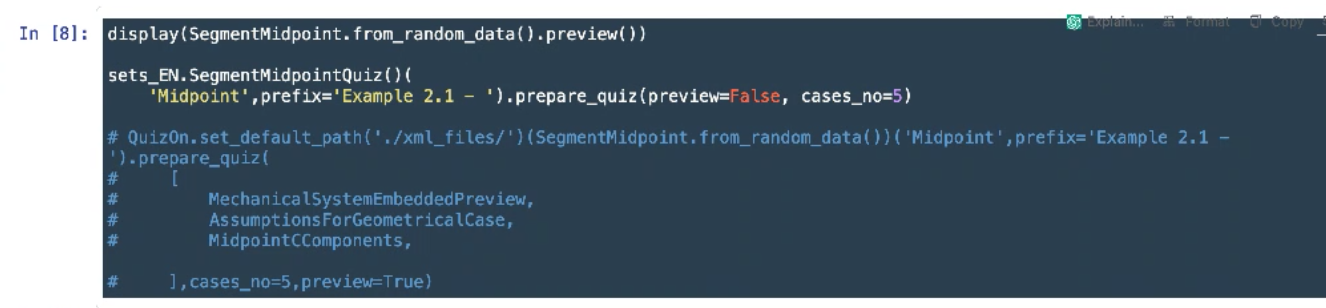 Explain... Format Copy
In [8]: display(SegmentMidpoint.from_random_data().preview())
sets_EN.SegmentMidpointQuiz()(
'Midpoint',prefix='Example 2.1 – ').prepare_quiz(preview=False, cases_no=5)
# QuizOn.set_default_path('./xml_files/')(SegmentMidpoint.from_random_data())('Midpoint',prefix='Example 2.1 –
').prepare_quiz(
# [
# MechanicalSystemEmbeddedPreview,
# AssumptionsForGeometricalCase,
# MidpointCComponents,
# ],cases_no=5,preview=True)